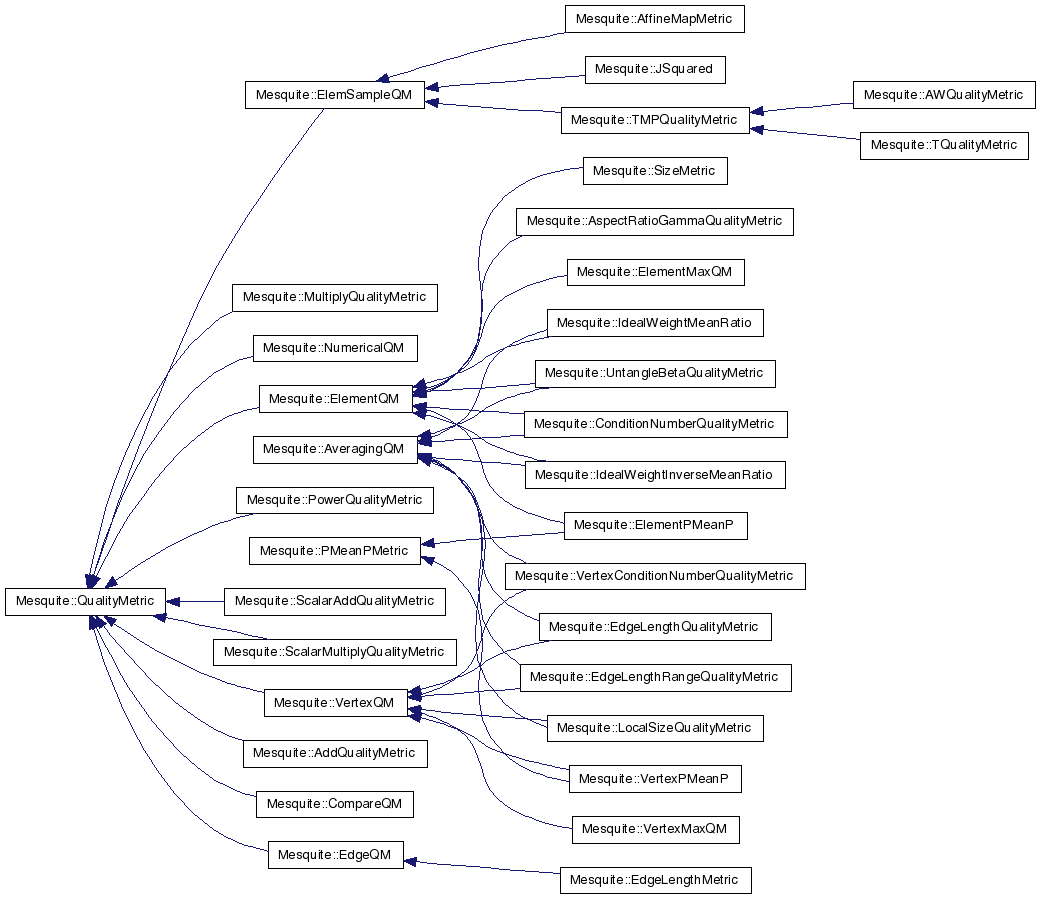 Mesquite::AffineMapMetric
Mesquite::JSquared
Mesquite::ElemSampleQM
Mesquite::AWQualityMetric
Mesquite::TMPQualityMetric
Mesquite::TQualityMetric
Mesquite::SizeMetric
Mesquite::AspectRatioGammaQualityMetric
Mesquite::ElementMaxQM
Mesquite::MultiplyQualityMetric
Mesquite::IdealWeightMeanRatio
Mesquite::NumericalQM
Mesquite::UntangleBetaQualityMetric
Mesquite::ElementQM
Mesquite::ConditionNumberQualityMetric
Mesquite::AveragingQM
Mesquite::IdealWeightInverseMeanRatio
Mesquite::PowerQualityMetric
Mesquite::ElementPMeanP
Mesquite::PMeanPMetric
Mesquite::VertexConditionNumberQualityMetric
Mesquite::QualityMetric
Mesquite::ScalarAddQualityMetric
Mesquite::EdgeLengthQualityMetric
Mesquite::ScalarMultiplyQualityMetric
Mesquite::EdgeLengthRangeQualityMetric
Mesquite::VertexQM
Mesquite::LocalSizeQualityMetric
Mesquite::AddQualityMetric
Mesquite::VertexPMeanP
Mesquite::CompareQM
Mesquite::VertexMaxQM
Mesquite::EdgeQM
Mesquite::EdgeLengthMetric